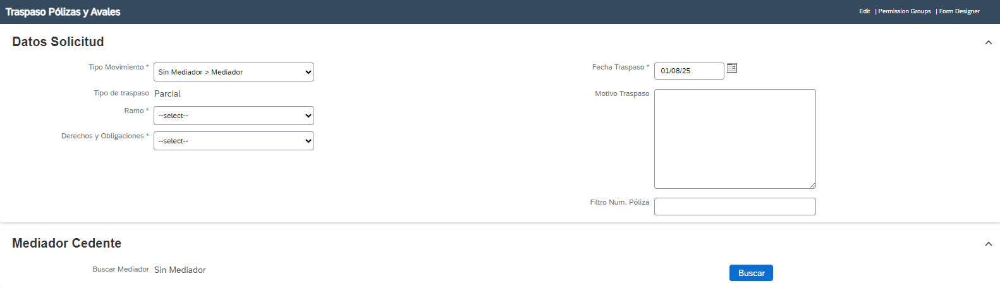 Traspaso Pólizas y Avales
Edit | Permission Groups | Form Designer
Datos Solicitud
Tipo Movimiento * Sin Mediador > Mediador
Fecha Traspaso * 01/08/25
Tipo de traspaso Parcial
Motivo Traspaso
Ramo * --select--
Derechos y Obligaciones * --select--
Filtro Num. Póliza
Mediador Cedente
Buscar Mediador Sin Mediador
Buscar